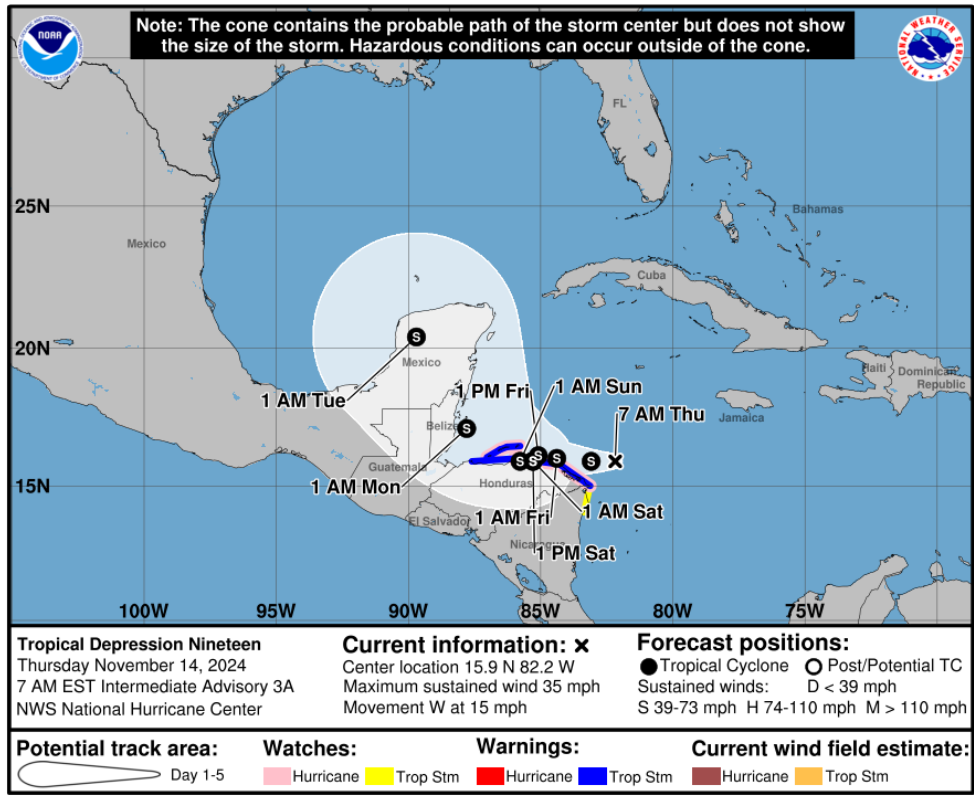 Note: The cone contains the probable path of the storm center but does not show
the size of the storm. Hazardous conditions can occur outside of the cone.
NOAA
NATIONAL WEATHER SERVICE
FL
25N
Mexico
Bahamas
Cuba
20N
Mexico
Haiti
Dominican
Republic
1 PM Fri
1 AM Sun
1 AM Tue
7 AM Thu
Jamaica
Belize
S
S
S
S
S
S
S
Guatemala
1 AM Mon
Honduras
15N
1 AM Sat
1 AM Fri
El Salvador
Nicaragua
1 PM Sat
100W
95W
90W
85W
80W
75W
Tropical Depression Nineteen
Thursday November 14, 2024
7 AM EST Intermediate Advisory 3A
NWS National Hurricane Center
Current information: ×
Center location 15.9 N 82.2 W
Maximum sustained wind 35 mph
Movement W at 15 mph
Forecast positions:
Tropical Cyclone Post/Potential TC
Sustained winds: D < 39 mph
S 39-73 mph H 74-110 mph M > 110 mph
Potential track area:
Day 1-5
Watches:
Hurricane Trop Stm
Warnings:
Hurricane Trop Stm
Current wind field estimate:
Hurricane Trop Stm